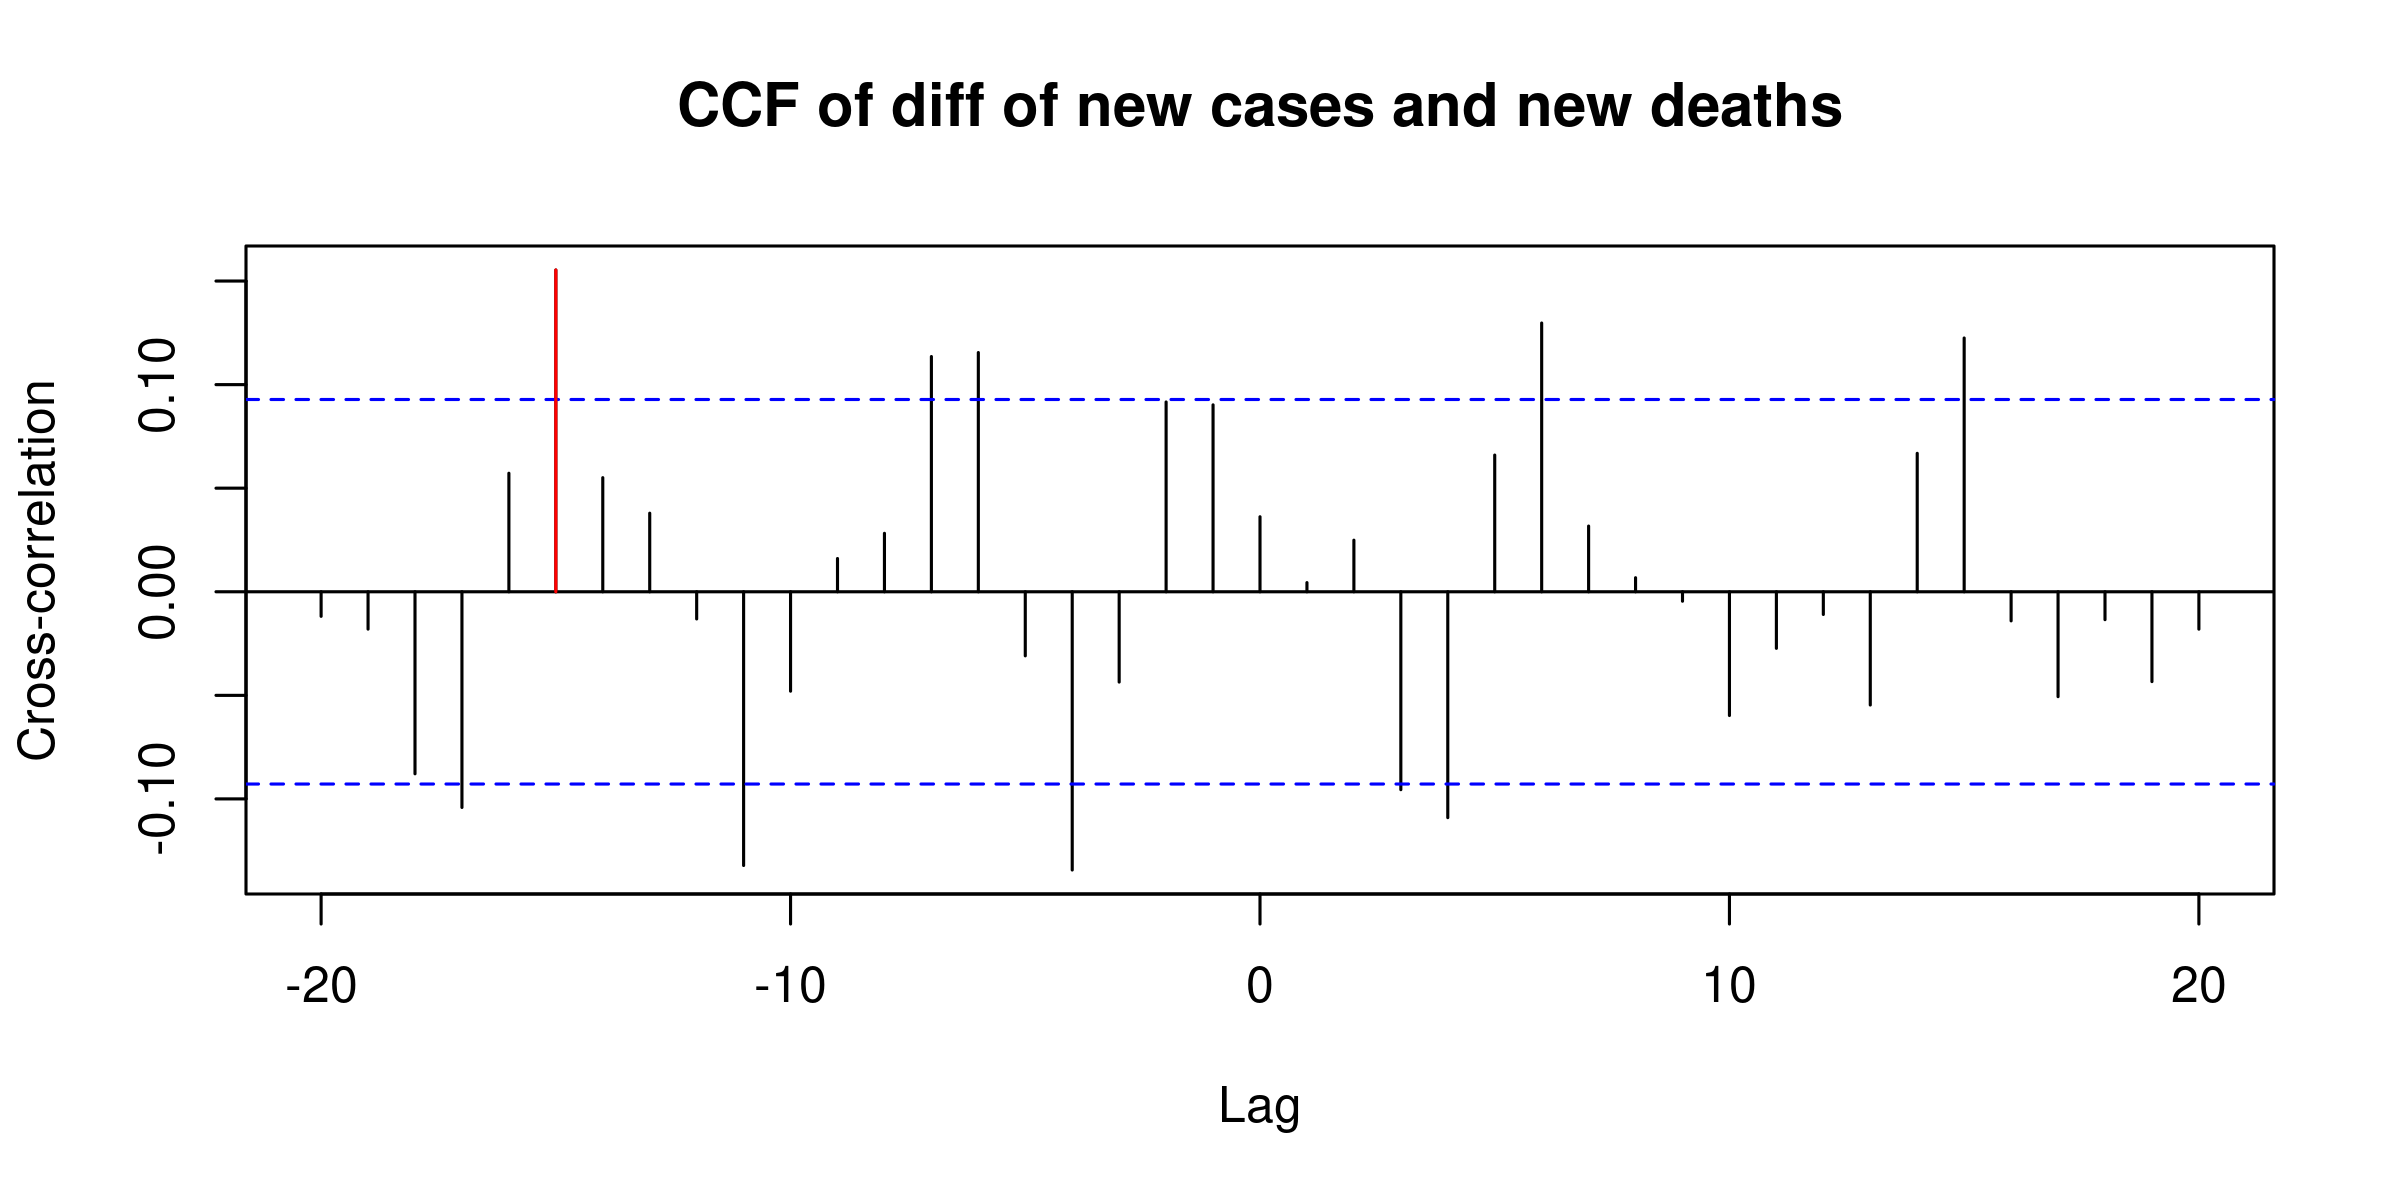 CCF of diff of new cases and new deaths
Cross-correlation
0.10
0.00
-0.10
-20 -10 0 10 20
Lag